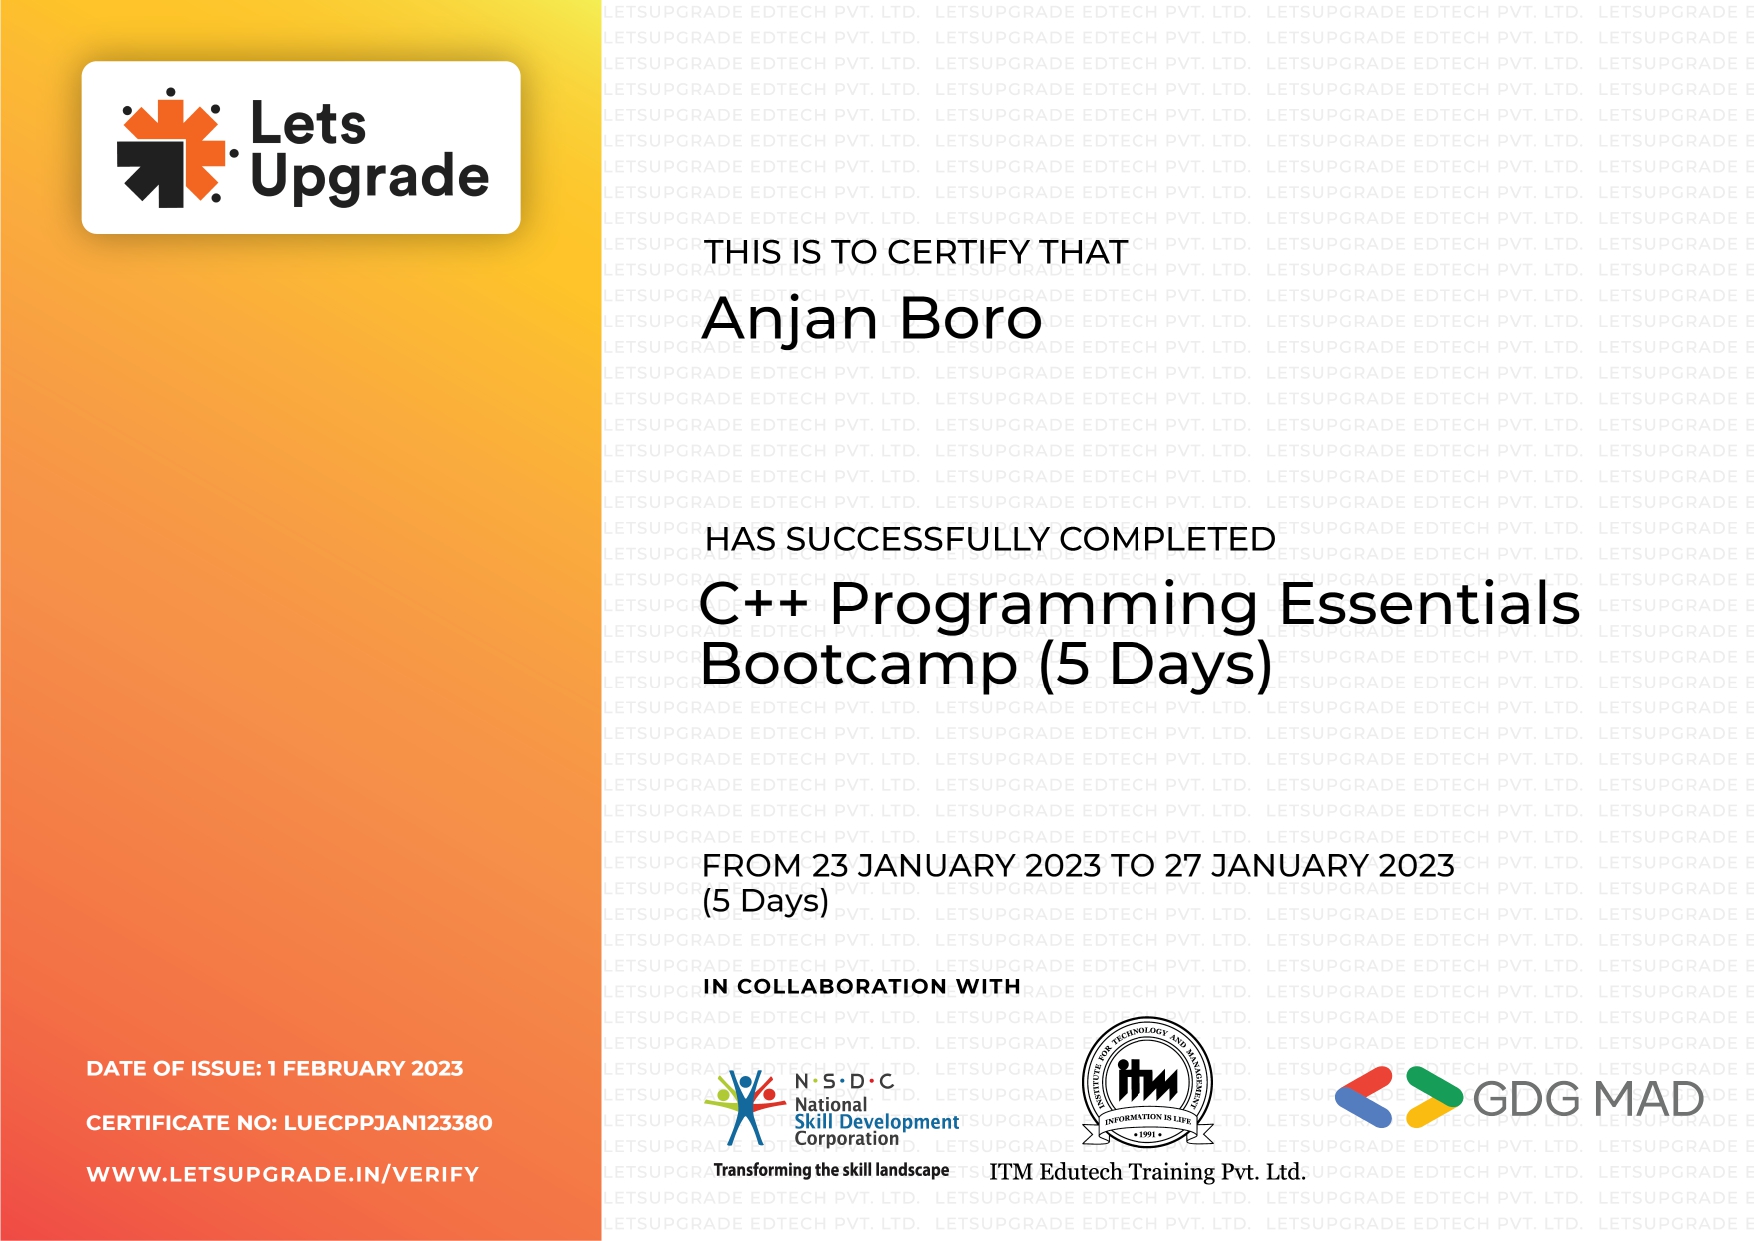 Lets
Upgrade
THIS IS TO CERTIFY THAT
Anjan Boro
HAS SUCCESSFULLY COMPLETED
C++ Programming Essentials
Bootcamp (5 Days)
FROM 23 JANUARY 2023 TO 27 JANUARY 2023
(5 Days)
IN COLLABORATION WITH
N·S·D·C
National
Skill Development
Corporation
Transforming the skill landscape
INSTITUTE FOR TECHNOLOGY AND MANAGEMENT
itm
INFORMATION IS LIFE
• 1991 •
ITM Edutech Training Pvt. Ltd.
GDG MAD
DATE OF ISSUE: 1 FEBRUARY 2023
CERTIFICATE NO: LUECPPJAN123380
WWW.LETSUPGRADE.IN/VERIFY
LETSUPGRADE EDTECH PVT. LTD.